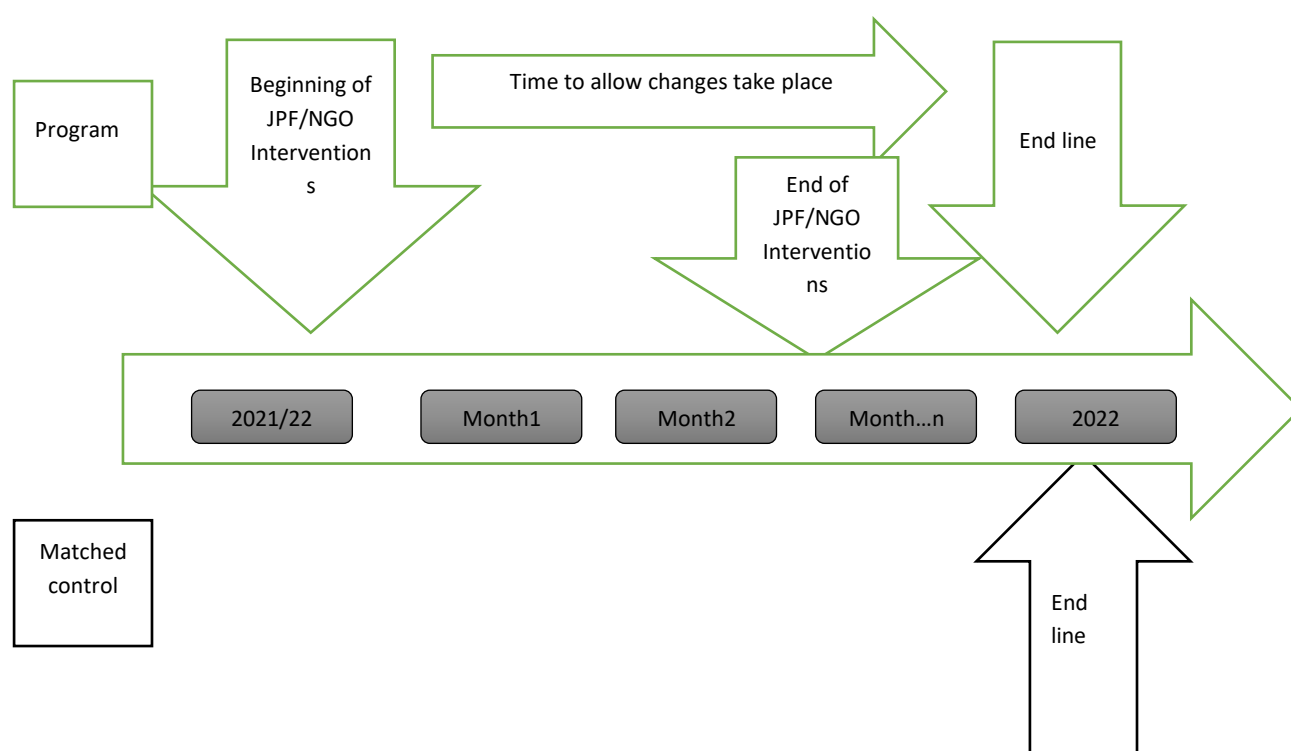 Program
Beginning of
JPF/NGO
Intervention
s
Time to allow changes take place
End of
JPF/NGO
Interventio
ns
End line
2021/22
Month1
Month2
Month...n
2022
Matched
control
End
line